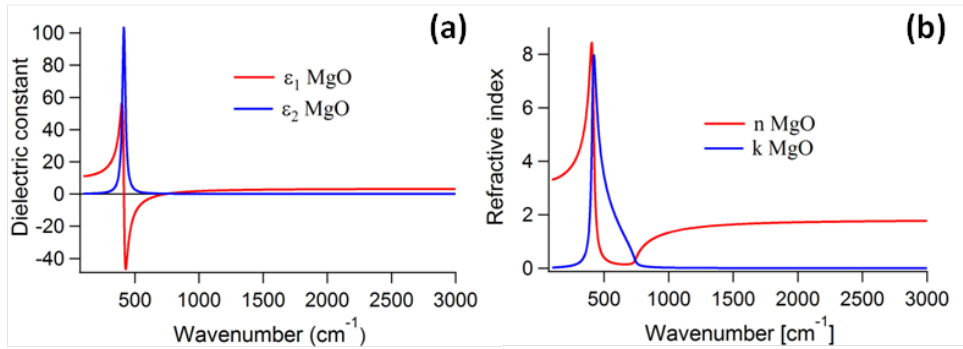 (a)
Dielectric constant
100
80
60
40
20
0
-20
-40
ε₁ MgO
ε₂ MgO
500
1000
1500
2000
2500
3000
Wavenumber (cm⁻¹)
(b)
Refractive index
8
6
4
2
0
n MgO
k MgO
500
1000
1500
2000
2500
3000
Wavenumber [cm⁻¹]